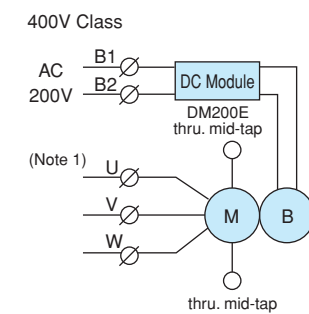 400V Class
AC
200V
B1
B2
DC Module
DM200E
thru. mid-tap
(Note 1)
U
V
W
M
B
thru. mid-tap